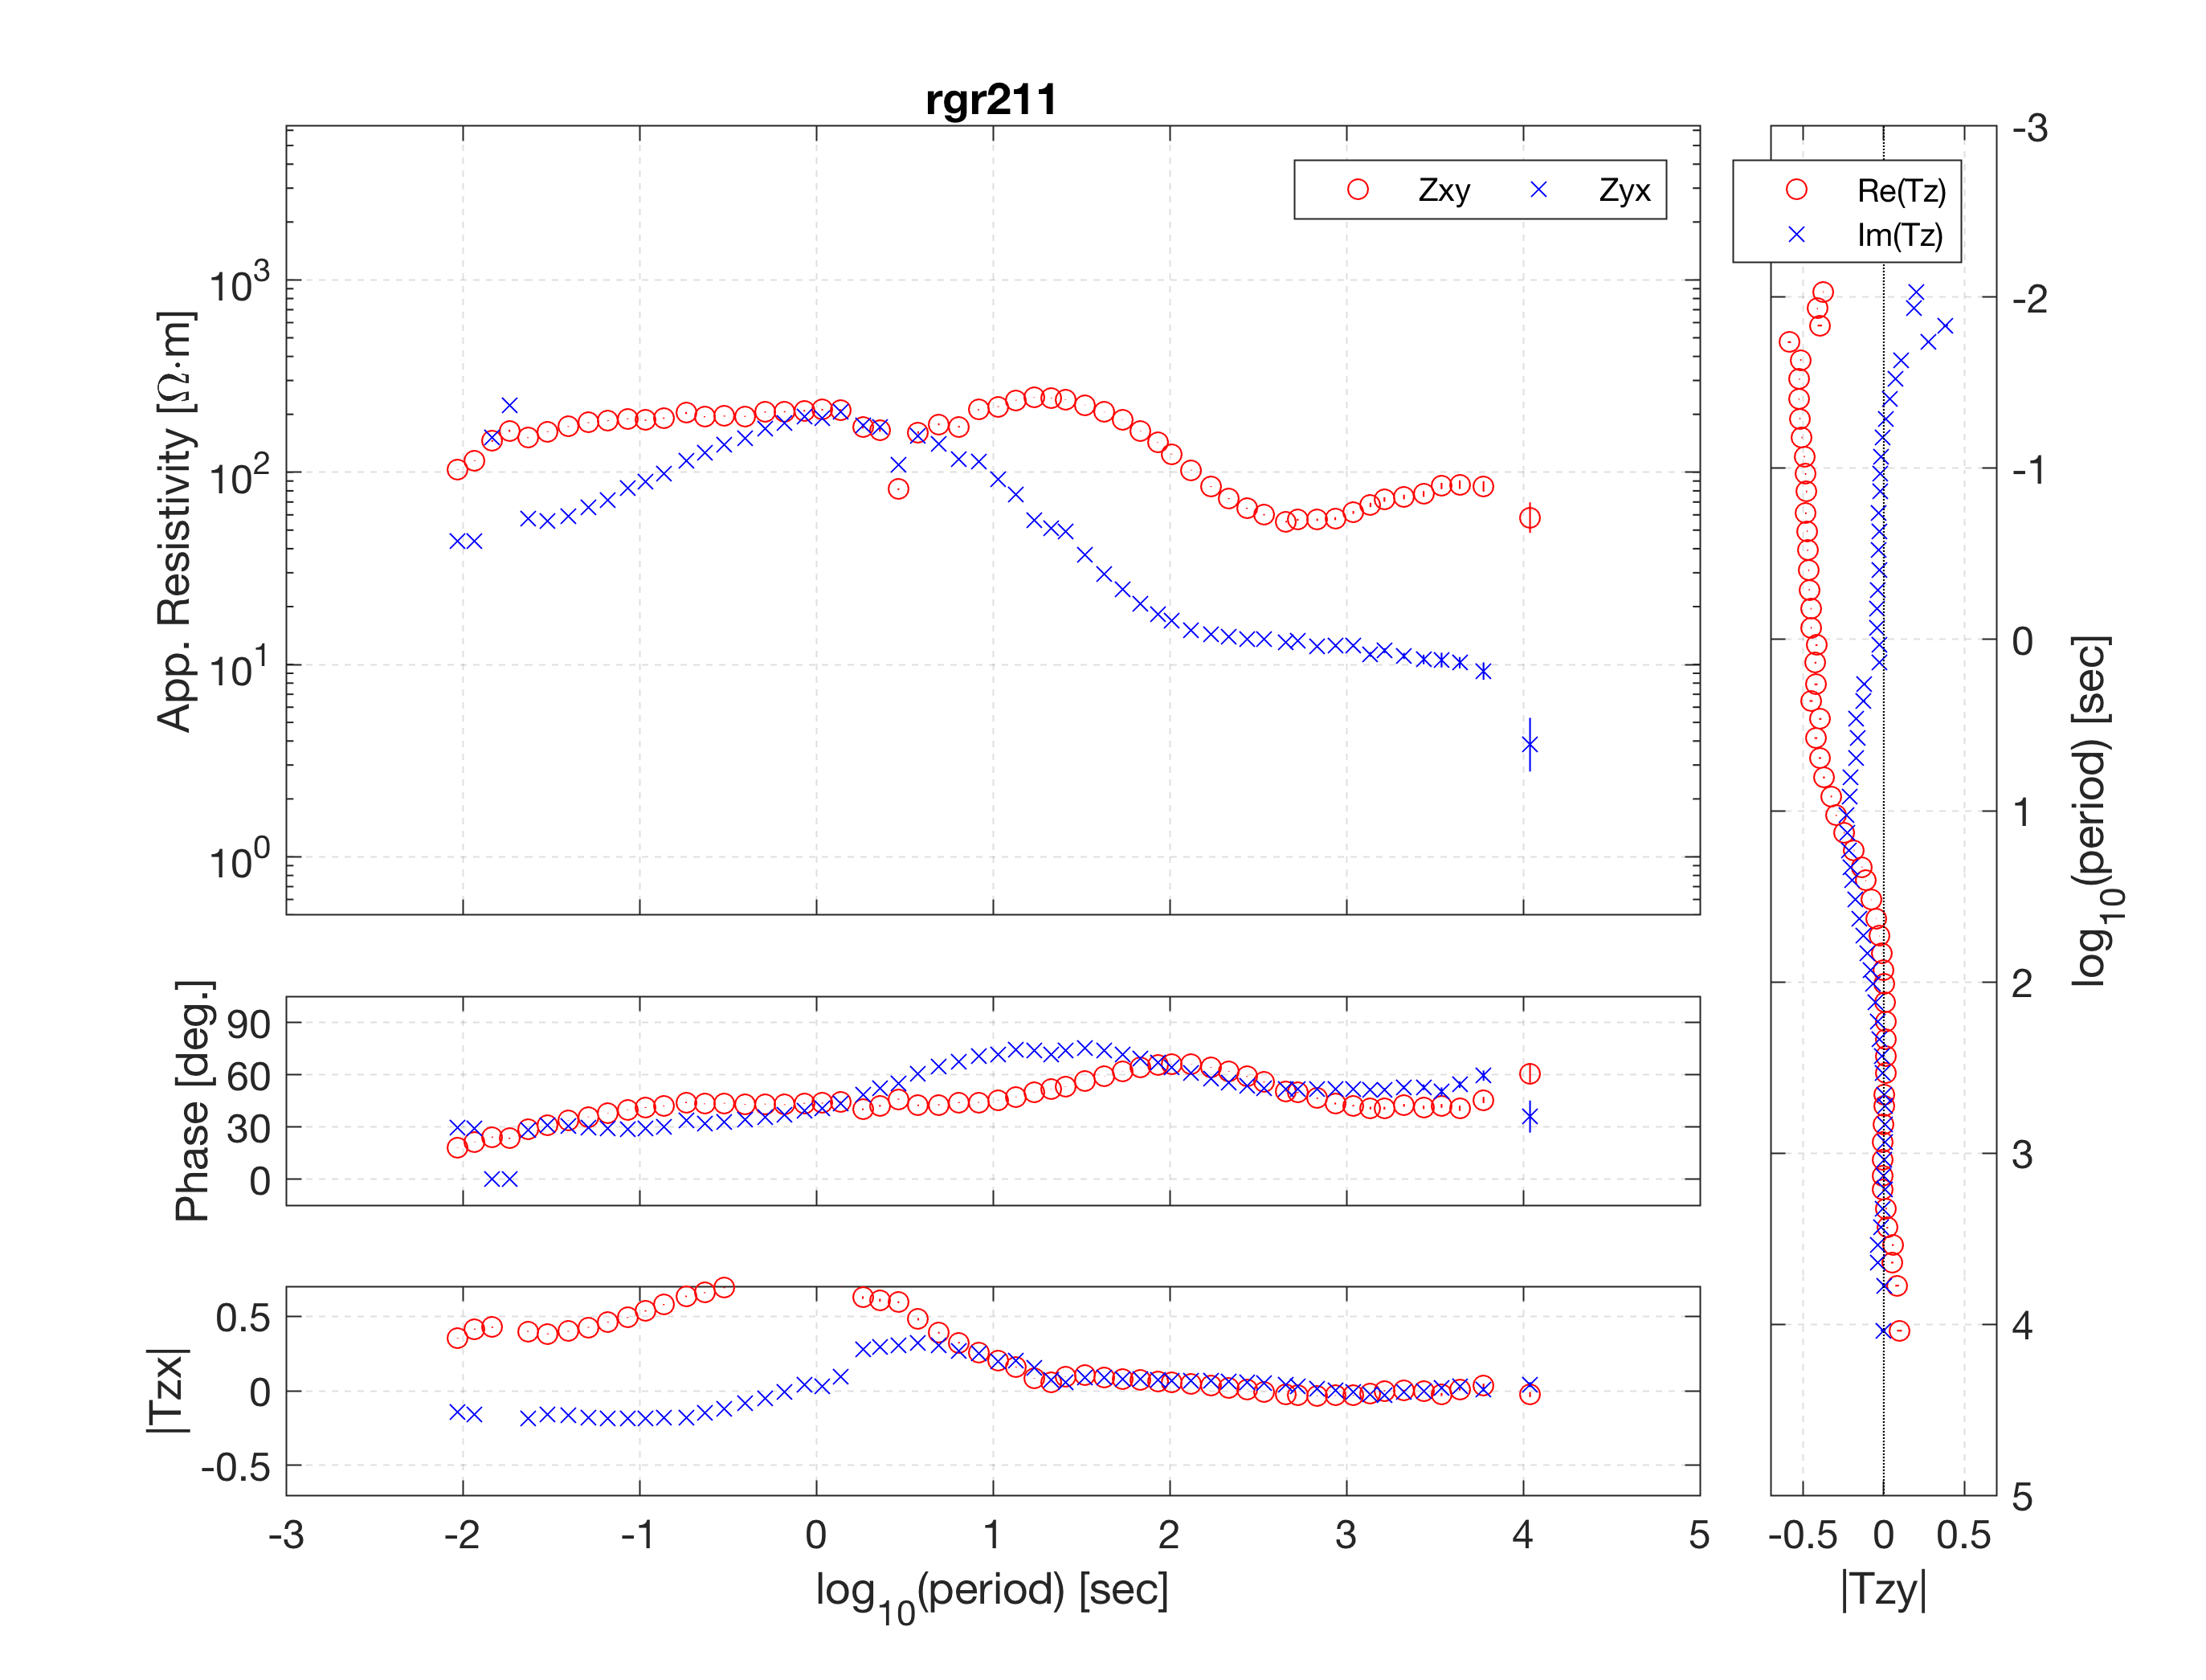 rgr211
Zxy
Zyx
Re(Tz)
Im(Tz)
App. Resistivity [Ω·m]
10^3
10^2
10^1
10^0
Phase [deg.]
90
60
30
0
|Tzx|
0.5
0
-0.5
-3 -2 -1 0 1 2 3 4 5
log10(period) [sec]
-3
-2
-1
0
1
2
3
4
5
log10(period) [sec]
-0.5 0 0.5
|Tzy|